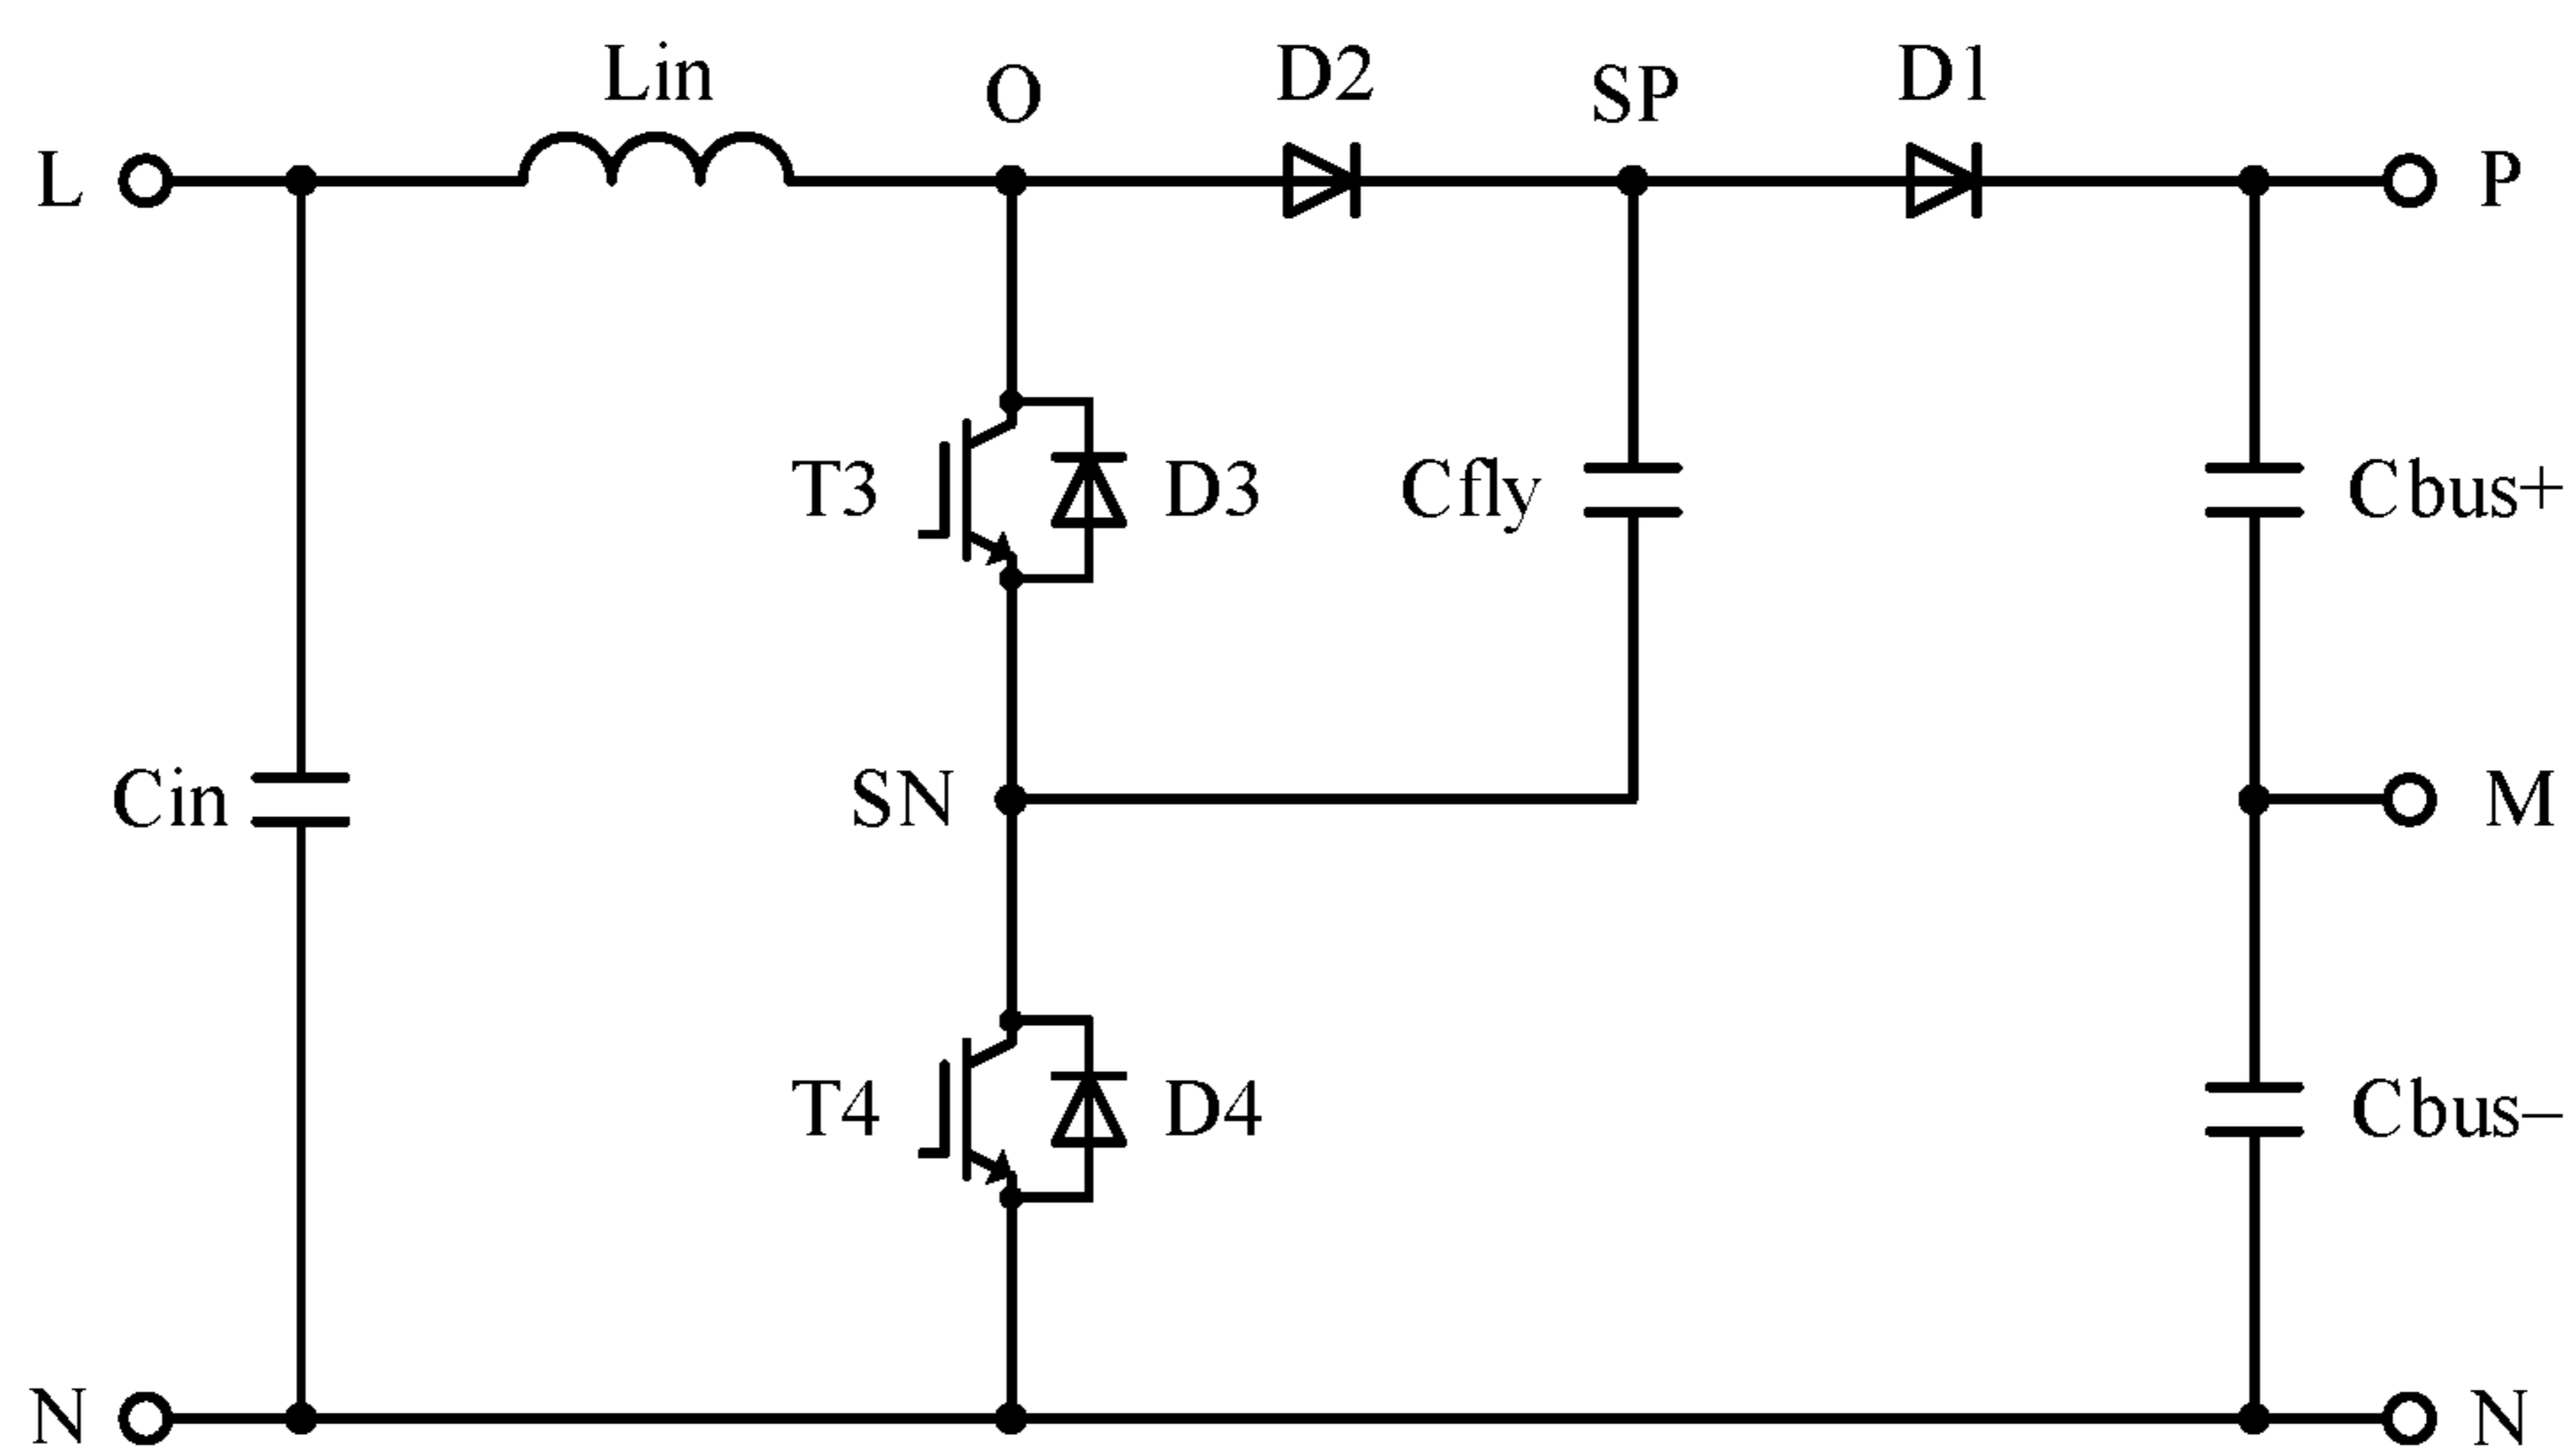 Lin
O
D2
SP
D1
L
P
T3
D3
Cfly
Cbus+
Cin
SN
M
T4
D4
Cbus–
N
N